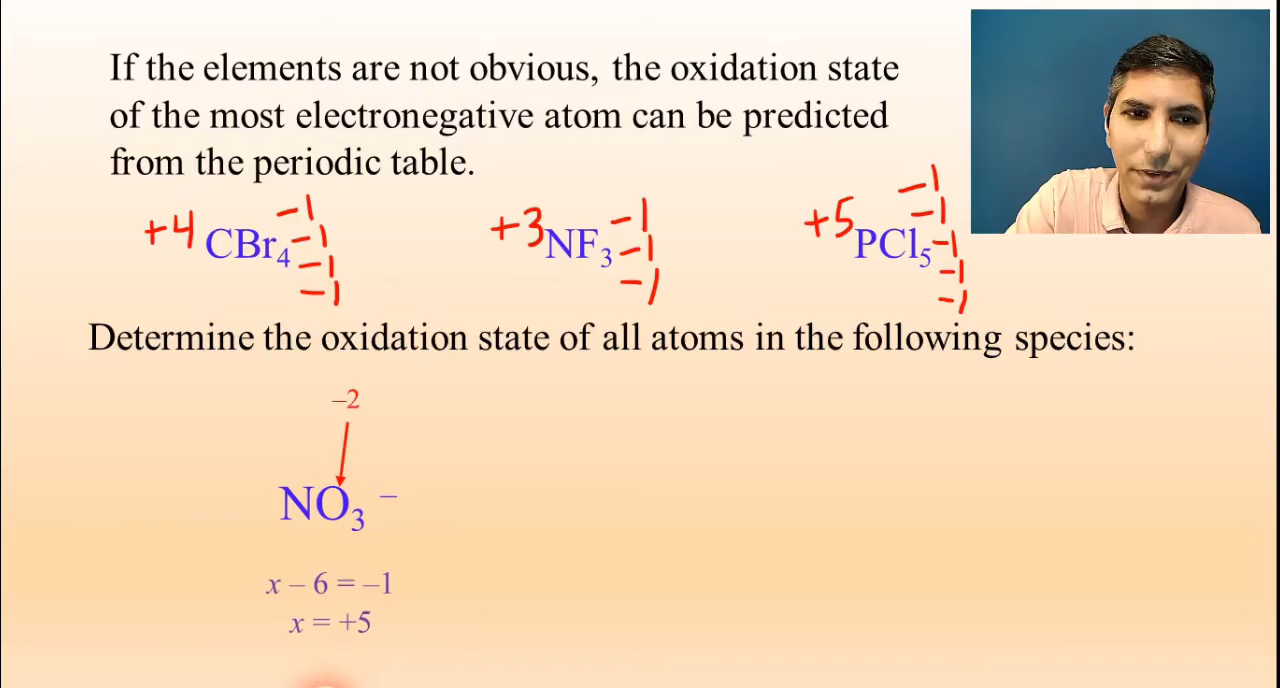 If the elements are not obvious, the oxidation state
of the most electronegative atom can be predicted
from the periodic table.
+4 CBr₄ −1 −1 −1 −1
+3 NF₃ −1 −1 −1
+5 PCl₅ −1 −1 −1 −1 −1
Determine the oxidation state of all atoms in the following species:
–2
NO₃ –
x – 6 = –1
x = +5